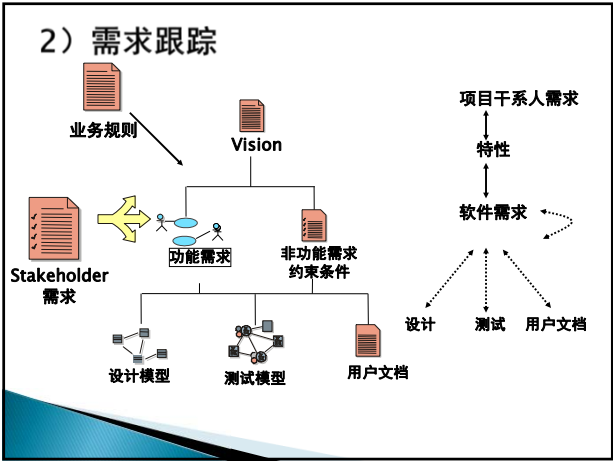 2）需求跟踪
业务规则
Vision
Stakeholder
需求
功能需求
非功能需求
约束条件
设计模型
测试模型
用户文档
项目干系人需求
特性
软件需求
设计
测试
用户文档